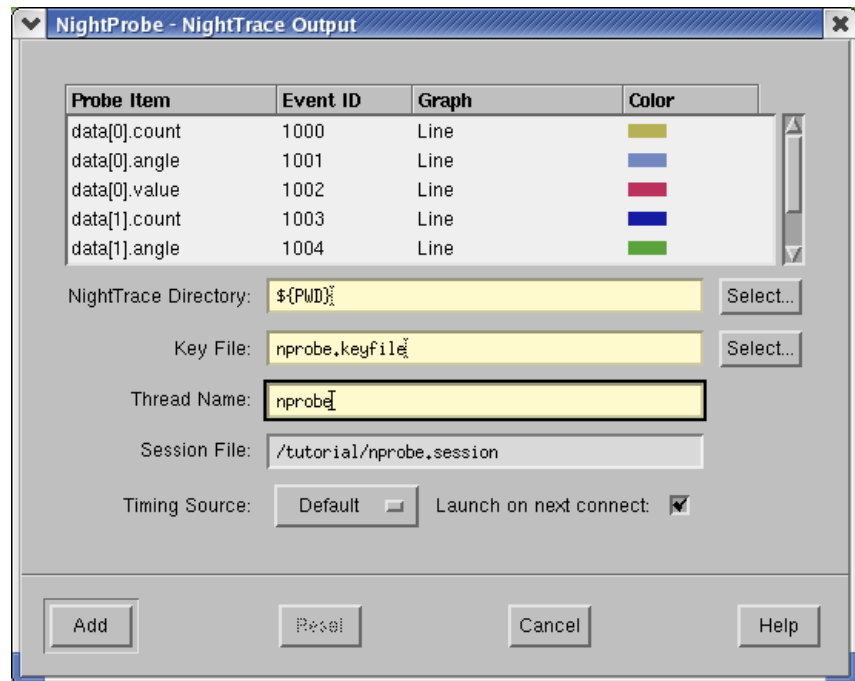 NightProbe - NightTrace Output
Probe Item Event ID Graph Color
data[0].count 1000 Line
data[0].angle 1001 Line
data[0].value 1002 Line
data[1].count 1003 Line
data[1].angle 1004 Line
NightTrace Directory: ${PWD} Select...
Key File: nprobe.keyfile Select...
Thread Name: nprobe
Session File: /tutorial/nprobe.session
Timing Source: Default Launch on next connect:
Add Reset Cancel Help